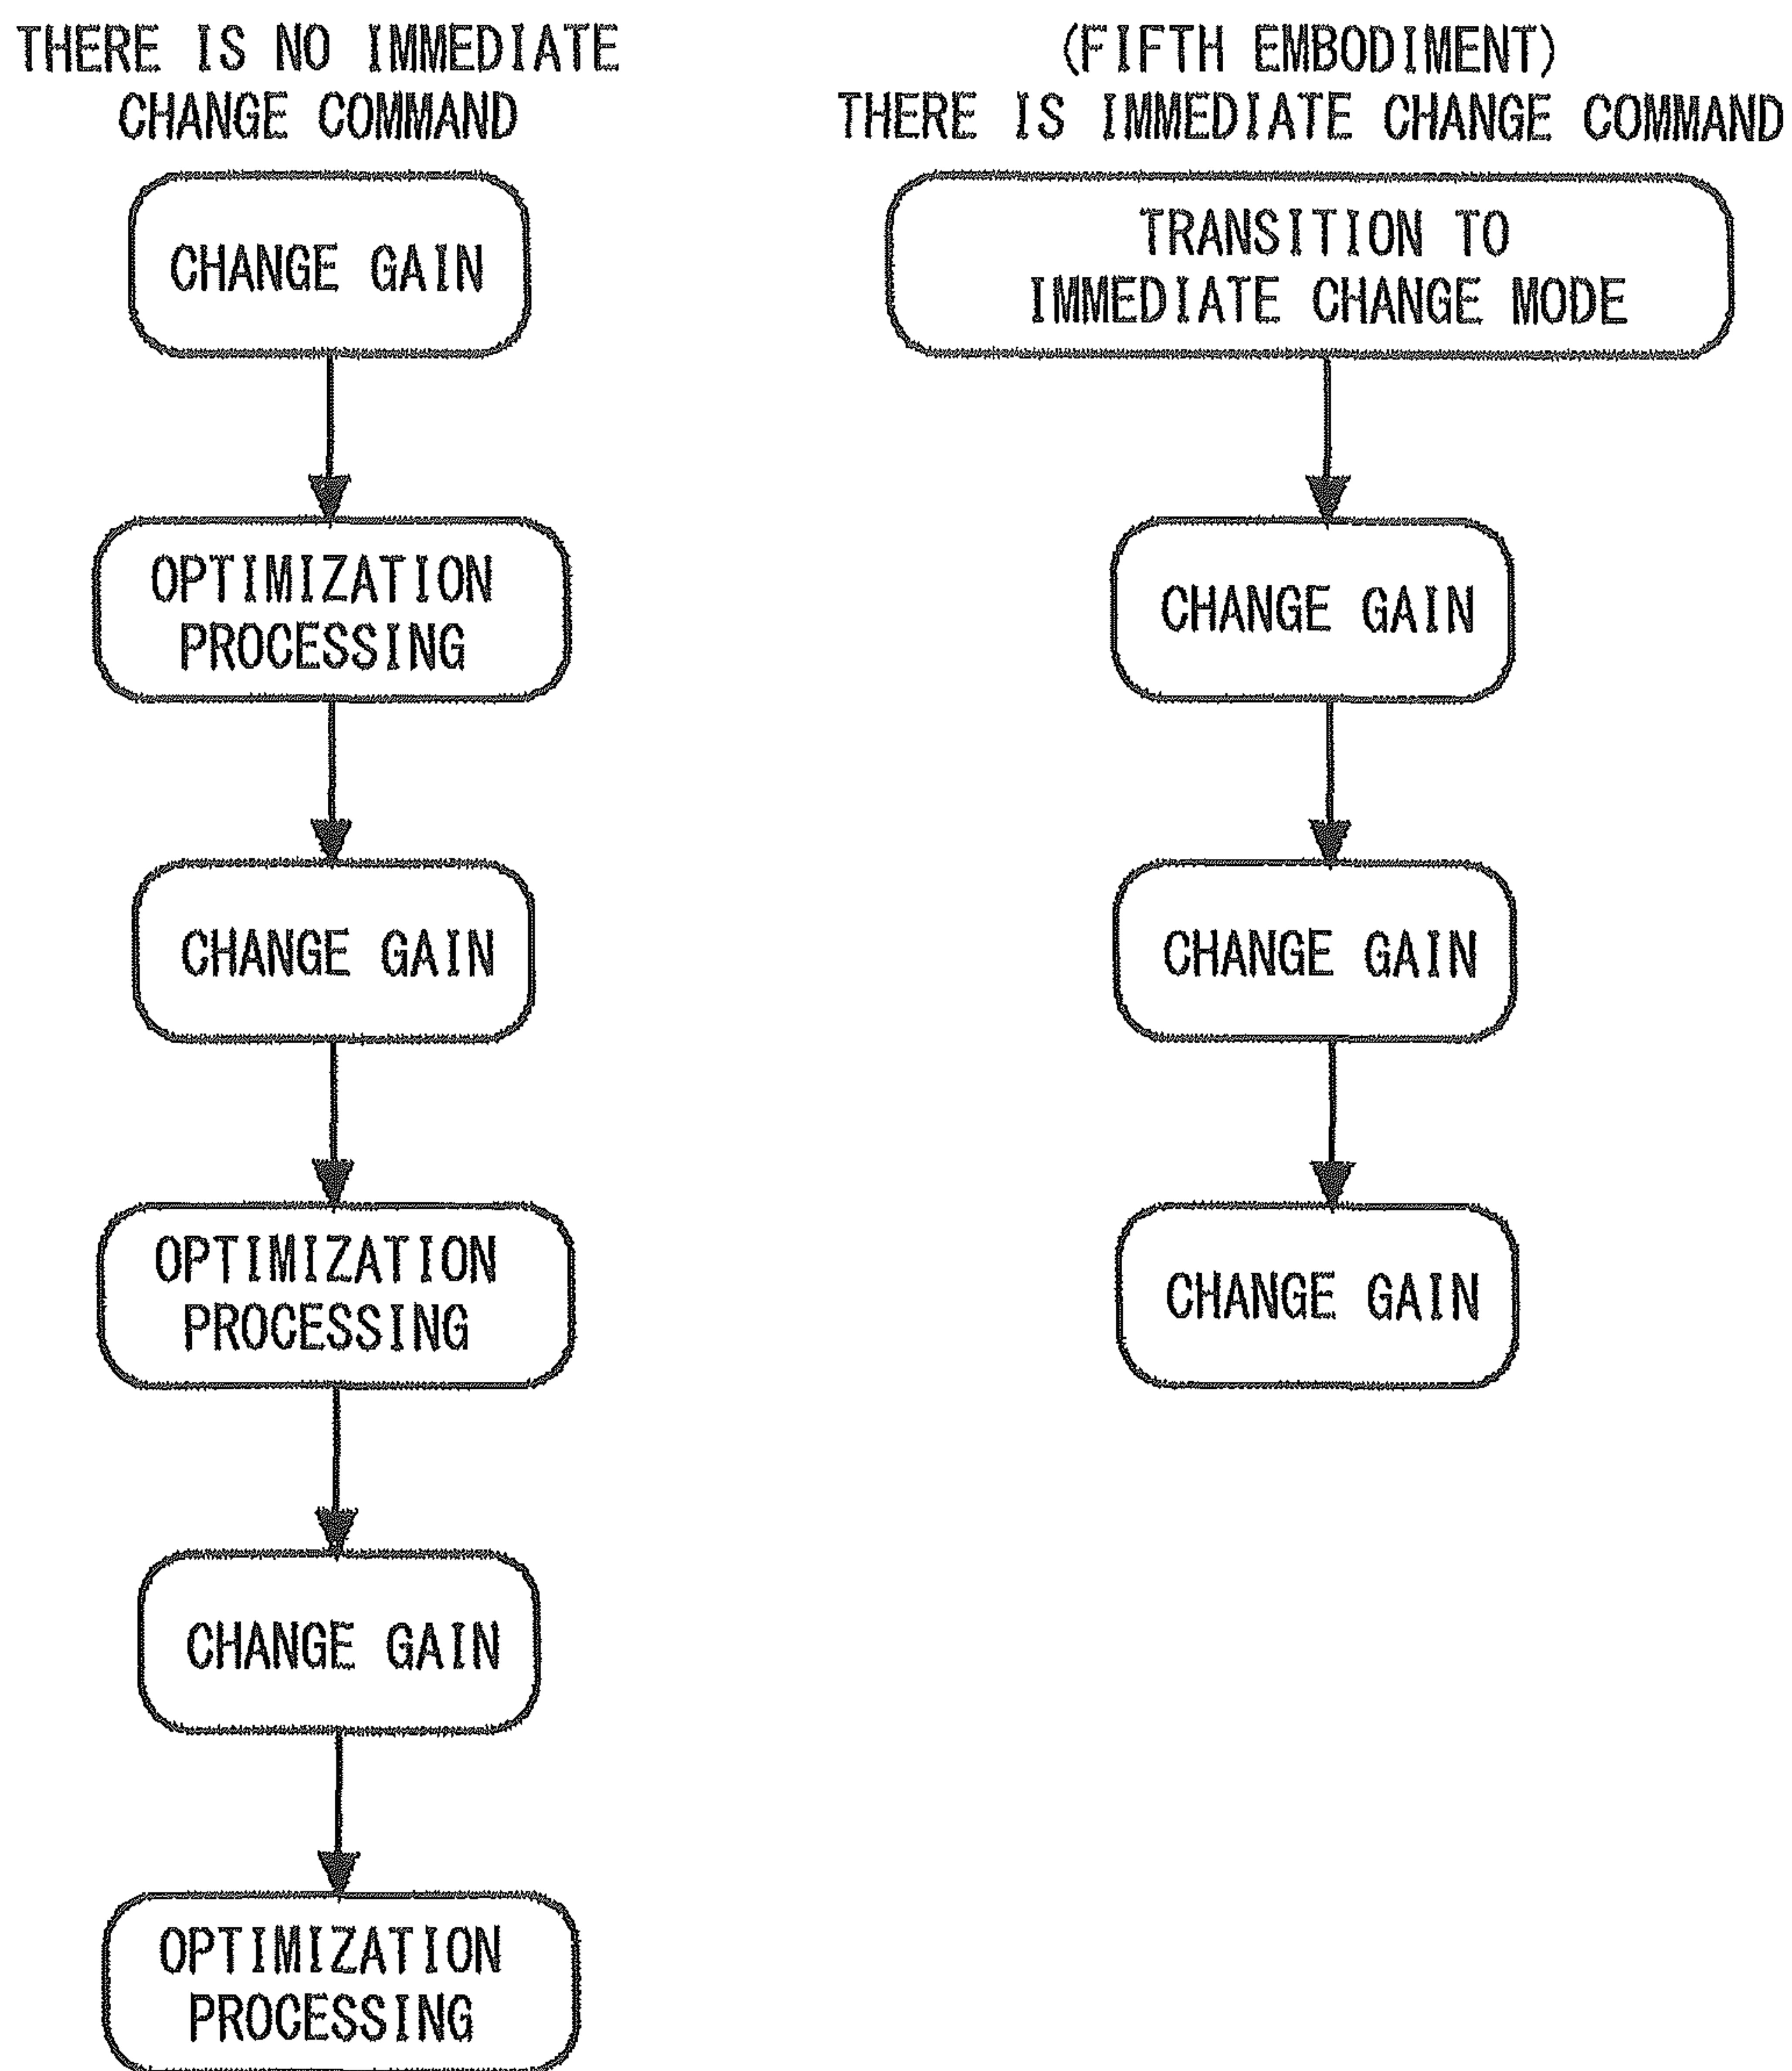 THERE IS NO IMMEDIATE
CHANGE COMMAND
CHANGE GAIN
OPTIMIZATION
PROCESSING
CHANGE GAIN
OPTIMIZATION
PROCESSING
CHANGE GAIN
OPTIMIZATION
PROCESSING
(FIFTH EMBODIMENT)
THERE IS IMMEDIATE CHANGE COMMAND
TRANSITION TO
IMMEDIATE CHANGE MODE
CHANGE GAIN
CHANGE GAIN
CHANGE GAIN